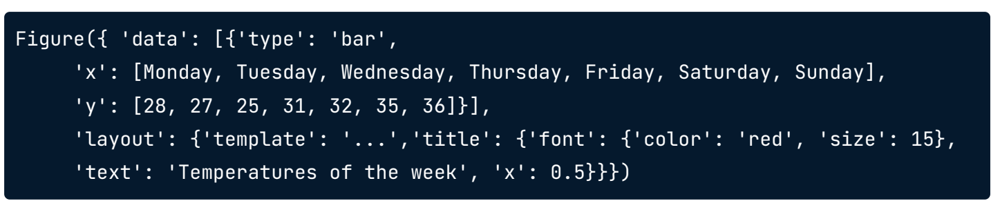 Figure({ 'data': [{'type': 'bar',
'x': [Monday, Tuesday, Wednesday, Thursday, Friday, Saturday, Sunday],
'y': [28, 27, 25, 31, 32, 35, 36]}],
'layout': {'template': '...','title': {'font': {'color': 'red', 'size': 15},
'text': 'Temperatures of the week', 'x': 0.5}}})